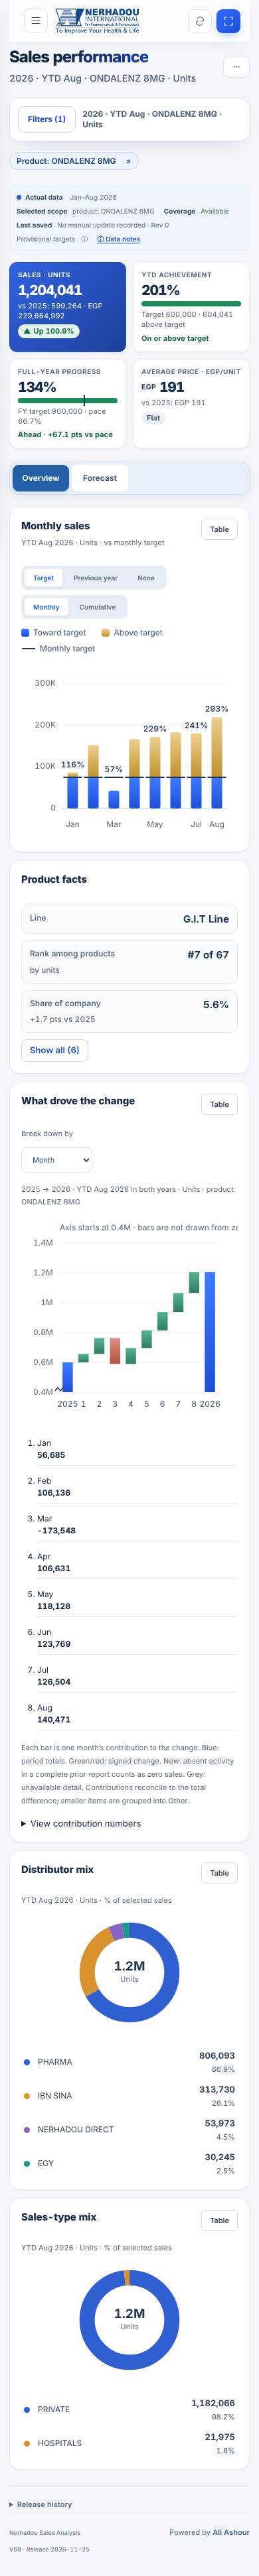 NERHADOU
INTERNATIONAL
To Improve Your Health & Life
Sales performance
2026 · YTD Aug · ONDALENZ 8MG · Units
...
Filters (1)
2026 · YTD Aug · ONDALENZ 8MG ·
Units
Product: ONDALENZ 8MG ×
Actual data Jan–Aug 2026
Selected scope product: ONDALENZ 8MG Coverage Available
Last saved No manual update recorded · Rev 0
Provisional targets ⓘ ⓘ Data notes
SALES · UNITS
1,204,041
vs 2025: 599,264 · EGP
229,664,992
▲ Up 100.9%
YTD ACHIEVEMENT
201%
Target 600,000 · 604,041
above target
On or above target
FULL-YEAR PROGRESS
134%
FY target 900,000 · pace
66.7%
Ahead · +67.1 pts vs pace
AVERAGE PRICE · EGP/UNIT
EGP 191
vs 2025: EGP 191
Flat
Overview
Forecast
Monthly sales
Table
YTD Aug 2026 · Units · vs monthly target
Target Previous year None
Monthly Cumulative
Toward target Above target
Monthly target
300K
200K
100K
0
116%
57%
229%
241%
293%
Jan Mar May Jul Aug
Product facts
Line
G.I.T Line
Rank among products
#7 of 67
by units
Share of company
5.6%
+1.7 pts vs 2025
Show all (6)
What drove the change
Table
Break down by
Month
2025 → 2026 · YTD Aug 2026 in both years · Units · product:
ONDALENZ 8MG
Axis starts at 0.4M · bars are not drawn from ze
1.4M
1.2M
1M
0.8M
0.6M
0.4M
2025 1 2 3 4 5 6 7 8 2026
1. Jan
56,685
2. Feb
106,136
3. Mar
-173,548
4. Apr
106,631
5. May
118,128
6. Jun
123,769
7. Jul
126,504
8. Aug
140,471
Each bar is one month's contribution to the change. Blue:
period totals. Green/red: signed change. New: absent activity
in a complete prior report counts as zero sales. Grey:
unavailable detail. Contributions reconcile to the total
difference; smaller items are grouped into Other.
▶ View contribution numbers
Distributor mix
Table
YTD Aug 2026 · Units · % of selected sales
1.2M
Units
PHARMA 806,093
66.9%
IBN SINA 313,730
26.1%
NERHADOU DIRECT 53,973
4.5%
EGY 30,245
2.5%
Sales-type mix
Table
YTD Aug 2026 · Units · % of selected sales
1.2M
Units
PRIVATE 1,182,066
98.2%
HOSPITALS 21,975
1.8%
▶ Release history
Nerhadou Sales Analysis
Powered by Ali Ashour
V69 · Release 2026-11-25